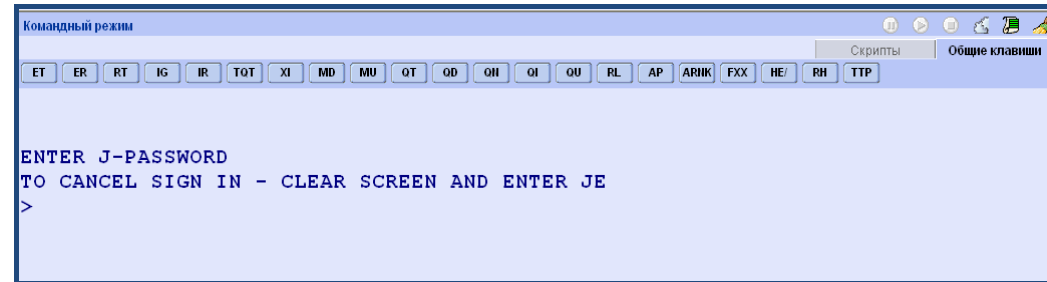 Командный режим
Скрипты Общие клавиши
ET ER RT IG IR TQT XI MD MU QT QD QN QI QU RL AP ARNK FXX HE/ RH TTP
ENTER J-PASSWORD
TO CANCEL SIGN IN - CLEAR SCREEN AND ENTER JE
>